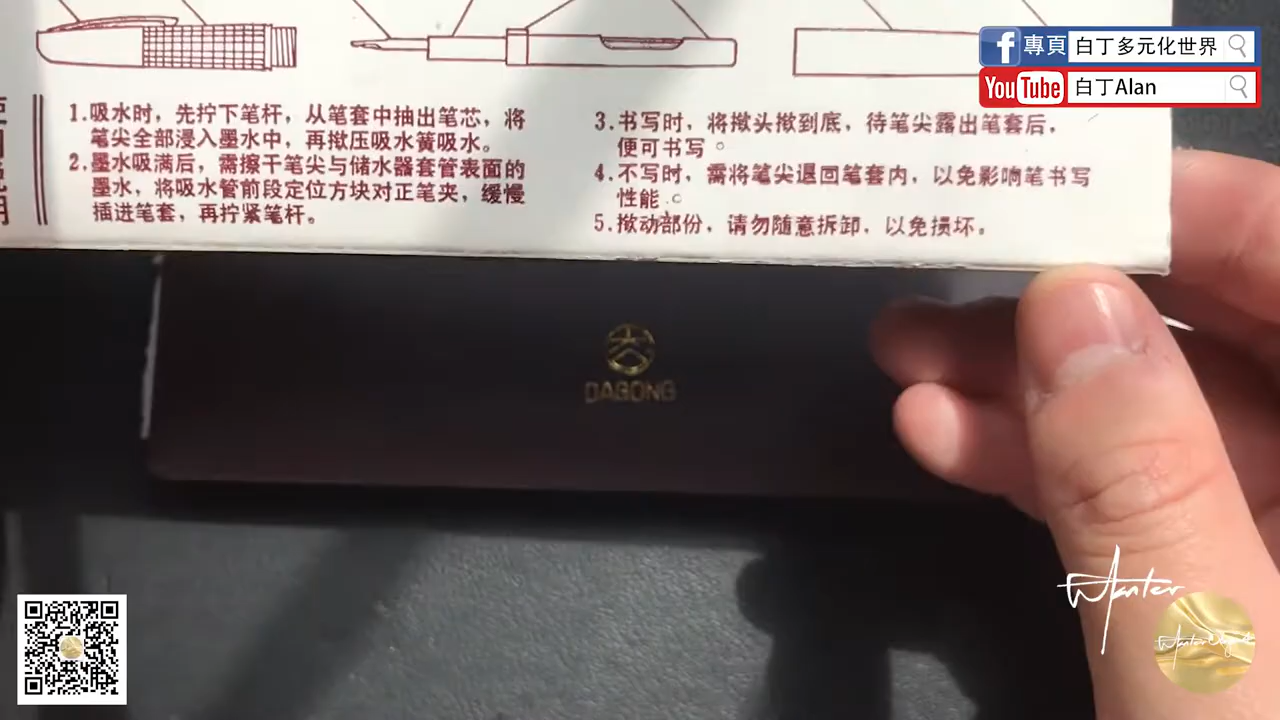 專頁 白丁多元化世界
YouTube 白丁Alan
1.吸水时，先拧下笔杆，从笔套中抽出笔芯，将
笔尖全部浸入墨水中，再揿压吸水簧吸水。
2.墨水吸满后，需擦干笔尖与储水器套管表面的
墨水，将吸水管前段定位方块对正笔夹，缓慢
插进笔套，再拧紧笔杆。
3.书写时，将揿头揿到底，待笔尖露出笔套后，
便可书写。
4.不写时，需将笔尖退回笔套内，以免影响笔书写
性能。
5.揿动部份，请勿随意拆卸，以免损坏。
DAGONG